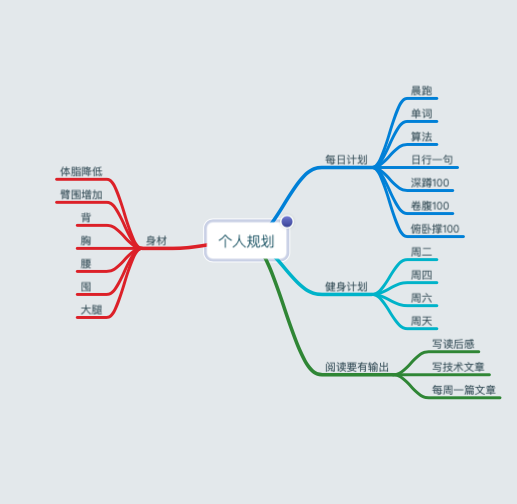 个人规划
每日计划
晨跑
单词
算法
日行一句
深蹲100
卷腹100
俯卧撑100
健身计划
周二
周四
周六
周天
阅读要有输出
写读后感
写技术文章
每周一篇文章
身材
体脂降低
臂围增加
背
胸
腰
围
大腿